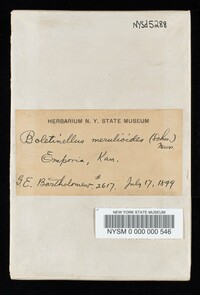 NYSd5288
HERBARIUM N. Y. STATE MUSEUM
Boletinellus merulioides (Schw.)
Murr.
Emporia, Kan.
G.E. Bartholomew # 2617. July 17, 1899
NEW YORK STATE MUSEUM
NYSM 0 000 000 546